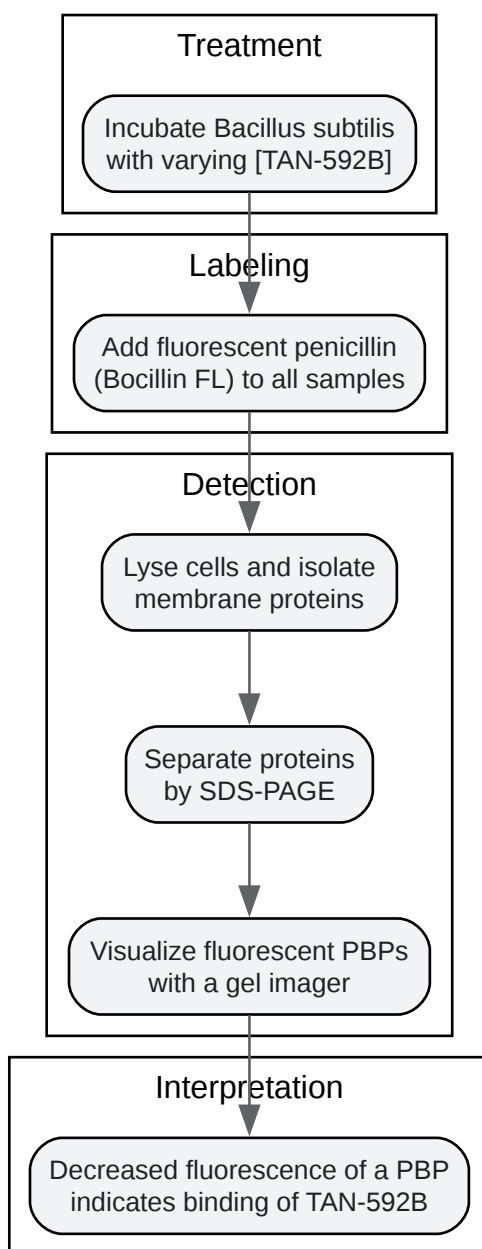 Treatment
Incubate Bacillus subtilis
with varying [TAN-592B]
Labeling
Add fluorescent penicillin
(Bocillin FL) to all samples
Detection
Lyse cells and isolate
membrane proteins
Separate proteins
by SDS-PAGE
Visualize fluorescent PBPs
with a gel imager
Interpretation
Decreased fluorescence of a PBP
indicates binding of TAN-592B